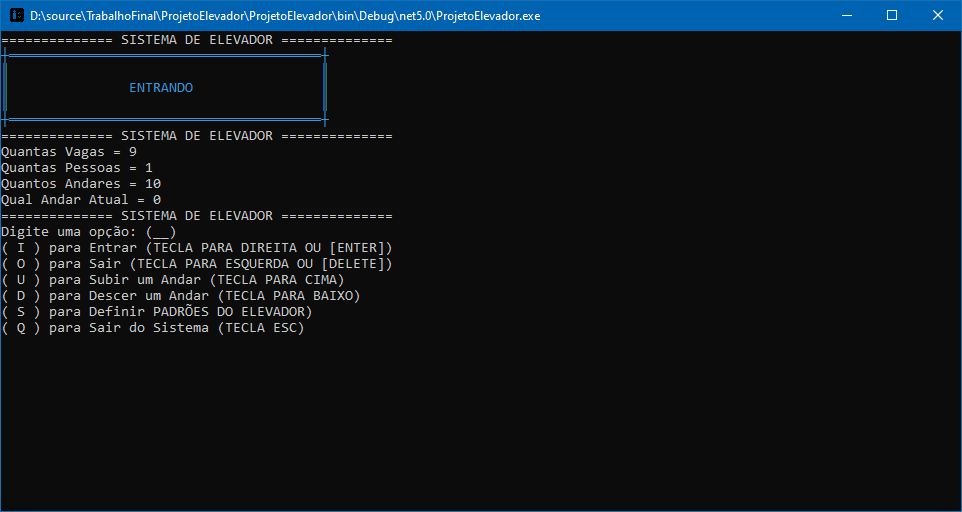 D:\source\TrabalhoFinal\ProjetoElevador\ProjetoElevador\bin\Debug\net5.0\ProjetoElevador.exe
============== SISTEMA DE ELEVADOR ==============
ENTRANDO
============== SISTEMA DE ELEVADOR ==============
Quantas Vagas = 9
Quantas Pessoas = 1
Quantos Andares = 10
Qual Andar Atual = 0
============== SISTEMA DE ELEVADOR ==============
Digite uma opção: (__)
( I ) para Entrar (TECLA PARA DIREITA OU [ENTER])
( O ) para Sair (TECLA PARA ESQUERDA OU [DELETE])
( U ) para Subir um Andar (TECLA PARA CIMA)
( D ) para Descer um Andar (TECLA PARA BAIXO)
( S ) para Definir PADRÕES DO ELEVADOR)
( Q ) para Sair do Sistema (TECLA ESC)